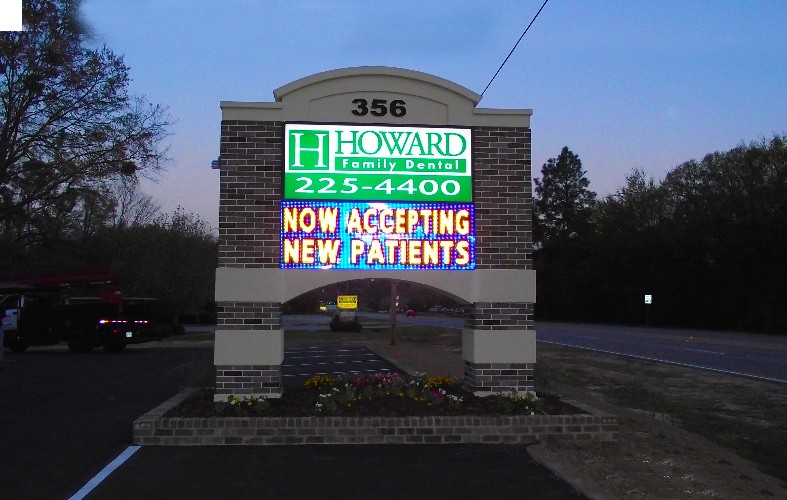 356
H HOWARD
Family Dental
225-4400
NOW ACCEPTING
NEW PATIENTS